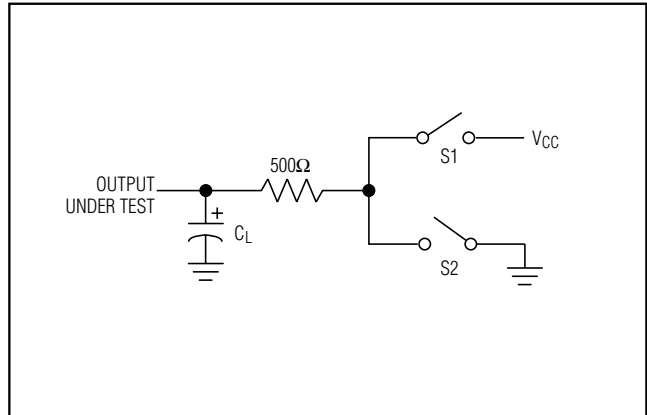 500Ω
S1
VCC
OUTPUT
UNDER TEST
+
CL
S2